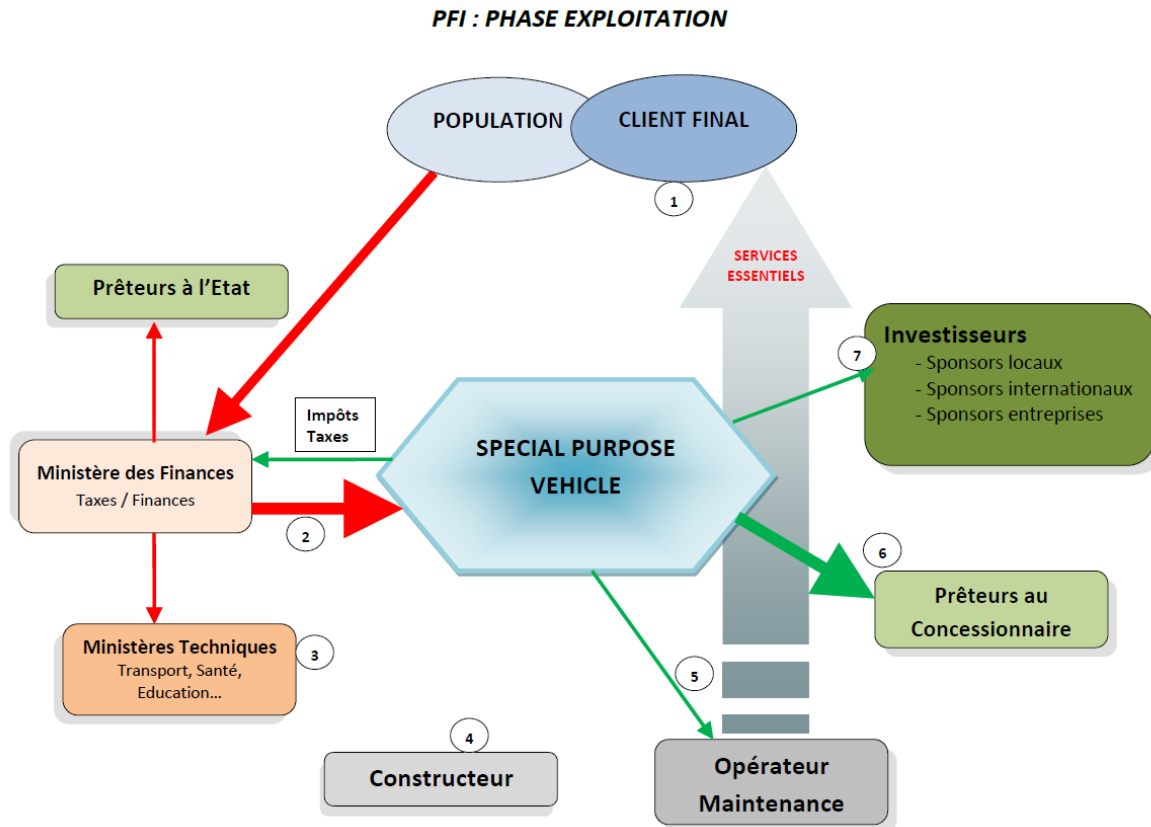 PFI : PHASE EXPLOITATION
POPULATION
CLIENT FINAL
1
SERVICES
ESSENTIELS
Prêteurs à l'Etat
Investisseurs
- Sponsors locaux
- Sponsors internationaux
- Sponsors entreprises
7
Impôts
Taxes
SPECIAL PURPOSE
VEHICLE
Ministère des Finances
Taxes / Finances
2
6
Prêteurs au
Concessionnaire
Ministères Techniques
Transport, Santé,
Education…
3
5
4
Constructeur
Opérateur
Maintenance